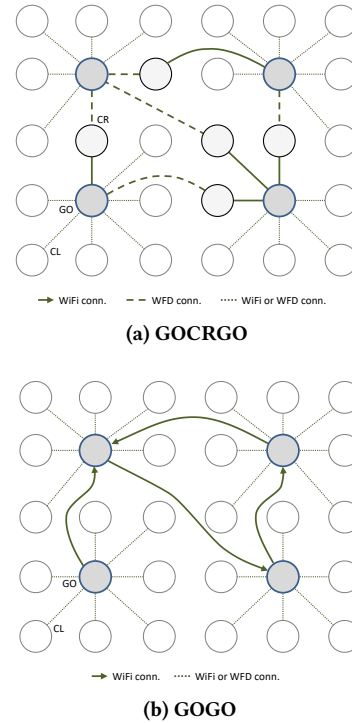 CR
GO
CL
WiFi conn. WFD conn. WiFi or WFD conn.
(a) GOCRGO
GO
CL
WiFi conn. WiFi or WFD conn.
(b) GOGO